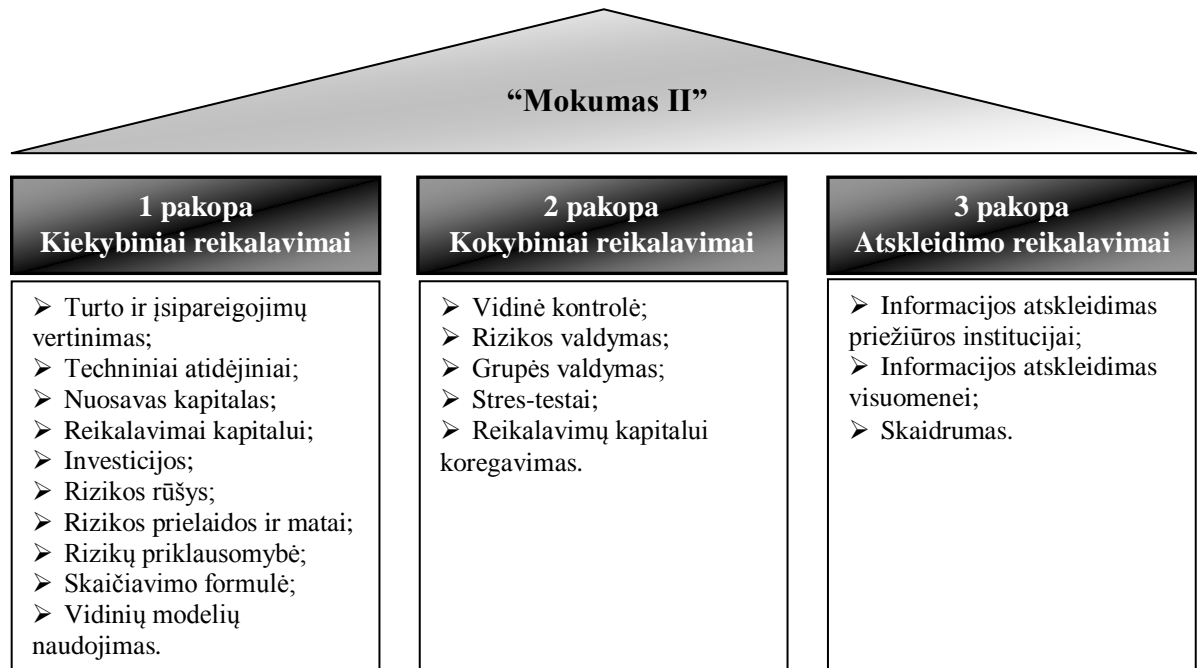 “Mokumas II”
1 pakopa
Kiekybiniai reikalavimai
➢ Turto ir įsipareigojimų
vertinimas;
➢ Techniniai atidėjiniai;
➢ Nuosavas kapitalas;
➢ Reikalavimai kapitalui;
➢ Investicijos;
➢ Rizikos rūšys;
➢ Rizikos prielaidos ir matai;
➢ Rizikų priklausomybė;
➢ Skaičiavimo formulė;
➢ Vidinių modelių
naudojimas.
2 pakopa
Kokybiniai reikalavimai
➢ Vidinė kontrolė;
➢ Rizikos valdymas;
➢ Grupės valdymas;
➢ Stres-testai;
➢ Reikalavimų kapitalui
koregavimas.
3 pakopa
Atskleidimo reikalavimai
➢ Informacijos atskleidimas
priežiūros institucijai;
➢ Informacijos atskleidimas
visuomenei;
➢ Skaidrumas.